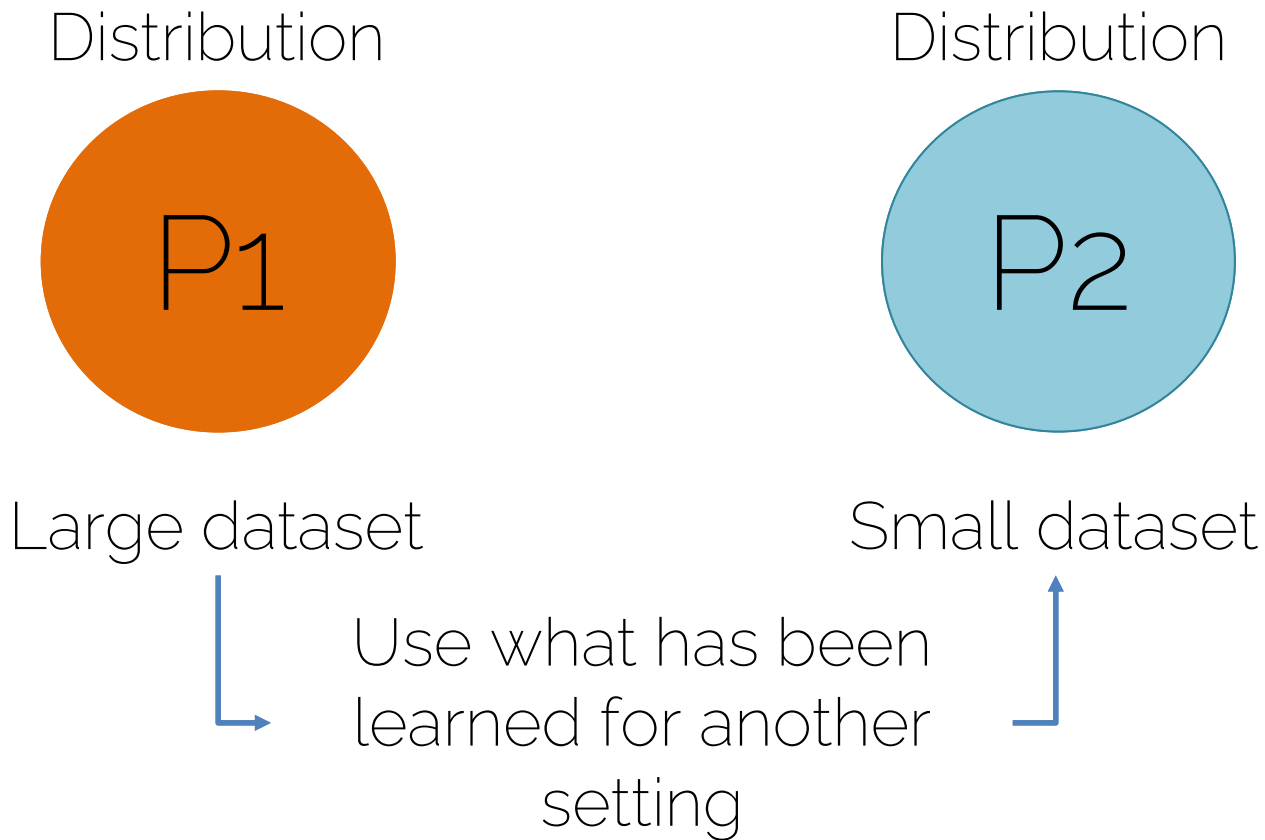 Distribution
Distribution
P1
P2
Large dataset
Small dataset
Use what has been
learned for another
setting